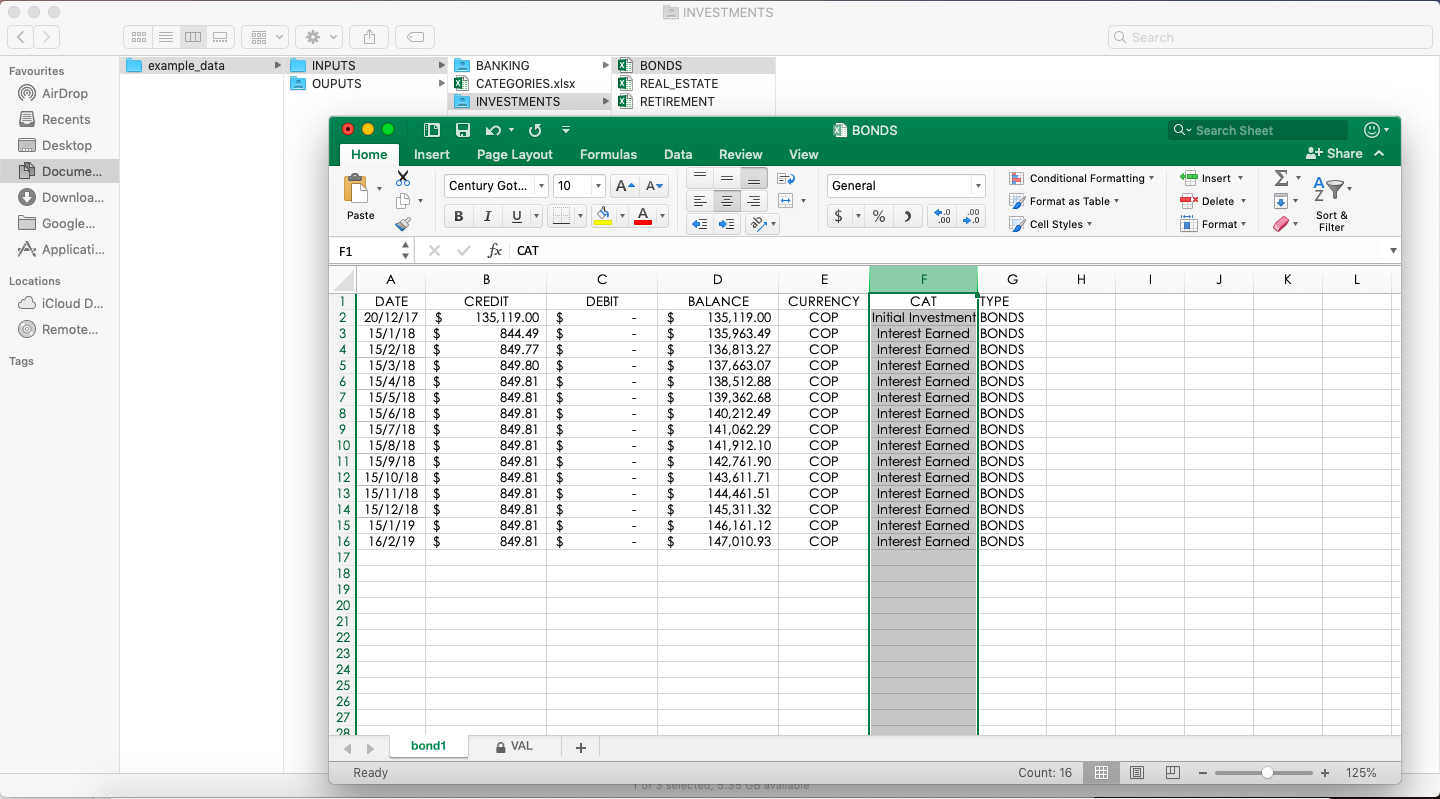 INVESTMENTS
Search
Favourites
AirDrop
Recents
Desktop
Docume...
Downloa...
Google...
Applicati...
Locations
iCloud D...
Remote...
Tags
example_data
INPUTS
OUPUTS
BANKING
CATEGORIES.xlsx
INVESTMENTS
BONDS
REAL_ESTATE
RETIREMENT
BONDS
Search Sheet
Home Insert Page Layout Formulas Data Review View Share
Paste
Century Got... 10
B I U A
General
$ %
Conditional Formatting
Format as Table
Cell Styles
Insert
Delete
Format
Sort & Filter
F1 fx CAT
A B C D E F G H I J K L
1 DATE CREDIT DEBIT BALANCE CURRENCY CAT TYPE
2 20/12/17 $ 135,119.00 $ - $ 135,119.00 COP Initial Investment BONDS
3 15/1/18 $ 844.49 $ - $ 135,963.49 COP Interest Earned BONDS
4 15/2/18 $ 849.77 $ - $ 136,813.27 COP Interest Earned BONDS
5 15/3/18 $ 849.80 $ - $ 137,663.07 COP Interest Earned BONDS
6 15/4/18 $ 849.81 $ - $ 138,512.88 COP Interest Earned BONDS
7 15/5/18 $ 849.81 $ - $ 139,362.68 COP Interest Earned BONDS
8 15/6/18 $ 849.81 $ - $ 140,212.49 COP Interest Earned BONDS
9 15/7/18 $ 849.81 $ - $ 141,062.29 COP Interest Earned BONDS
10 15/8/18 $ 849.81 $ - $ 141,912.10 COP Interest Earned BONDS
11 15/9/18 $ 849.81 $ - $ 142,761.90 COP Interest Earned BONDS
12 15/10/18 $ 849.81 $ - $ 143,611.71 COP Interest Earned BONDS
13 15/11/18 $ 849.81 $ - $ 144,461.51 COP Interest Earned BONDS
14 15/12/18 $ 849.81 $ - $ 145,311.32 COP Interest Earned BONDS
15 15/1/19 $ 849.81 $ - $ 146,161.12 COP Interest Earned BONDS
16 16/2/19 $ 849.81 $ - $ 147,010.93 COP Interest Earned BONDS
17
18
19
20
21
22
23
24
25
26
27
28
bond1 VAL +
Ready Count: 16 125%
1 of 3 selected, 5.35 GB available